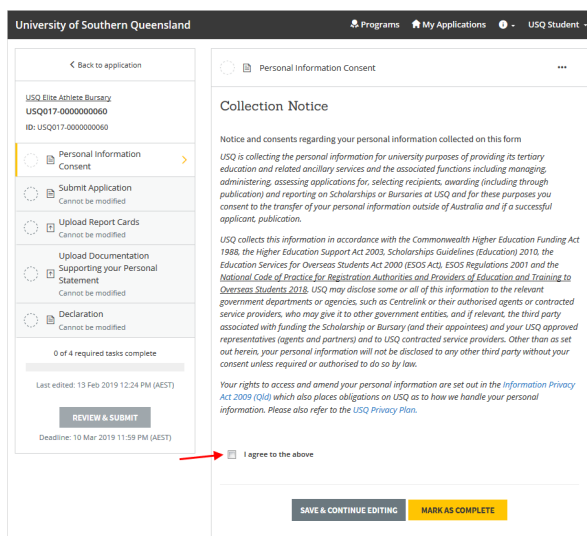 University of Southern Queensland
Programs My Applications USQ Student
Back to application
USQ Elite Athlete Bursary
USQ017-0000000060
ID: USQ017-0000000060
Personal Information
Consent
Submit Application
Cannot be modified
Upload Report Cards
Cannot be modified
Upload Documentation
Supporting your Personal
Statement
Cannot be modified
Declaration
Cannot be modified
0 of 4 required tasks complete
Last edited: 13 Feb 2019 12:24 PM (AEST)
REVIEW & SUBMIT
Deadline: 10 Mar 2019 11:59 PM (AEST)
Personal Information Consent
Collection Notice
Notice and consents regarding your personal information collected on this form
USQ is collecting the personal information for university purposes of providing its tertiary
education and related ancillary services and the associated functions including managing,
administering, assessing applications for, selecting recipients, awarding (including through
publication) and reporting on Scholarships or Bursaries at USQ and for these purposes you
consent to the transfer of your personal information outside of Australia and if a successful
applicant, publication.
USQ collects this information in accordance with the Commonwealth Higher Education Funding Act
1988, the Higher Education Support Act 2003, Scholarships Guidelines (Education) 2010, the
Education Services for Overseas Students Act 2000 (ESOS Act), ESOS Regulations 2001 and the
National Code of Practice for Registration Authorities and Providers of Education and Training to
Overseas Students 2018. USQ may disclose some or all of this information to the relevant
government departments or agencies, such as Centrelink or their authorised agents or contracted
service providers, who may give it to other government entities, and if relevant, the third party
associated with funding the Scholarship or Bursary (and their appointees) and your USQ approved
representatives (agents and partners) and to USQ contracted service providers. Other than as set
out herein, your personal information will not be disclosed to any other third party without your
consent unless required or authorised to do so by law.
Your rights to access and amend your personal information are set out in the Information Privacy
Act 2009 (Qld) which also places obligations on USQ as to how we handle your personal
information. Please also refer to the USQ Privacy Plan.
I agree to the above
SAVE & CONTINUE EDITING
MARK AS COMPLETE